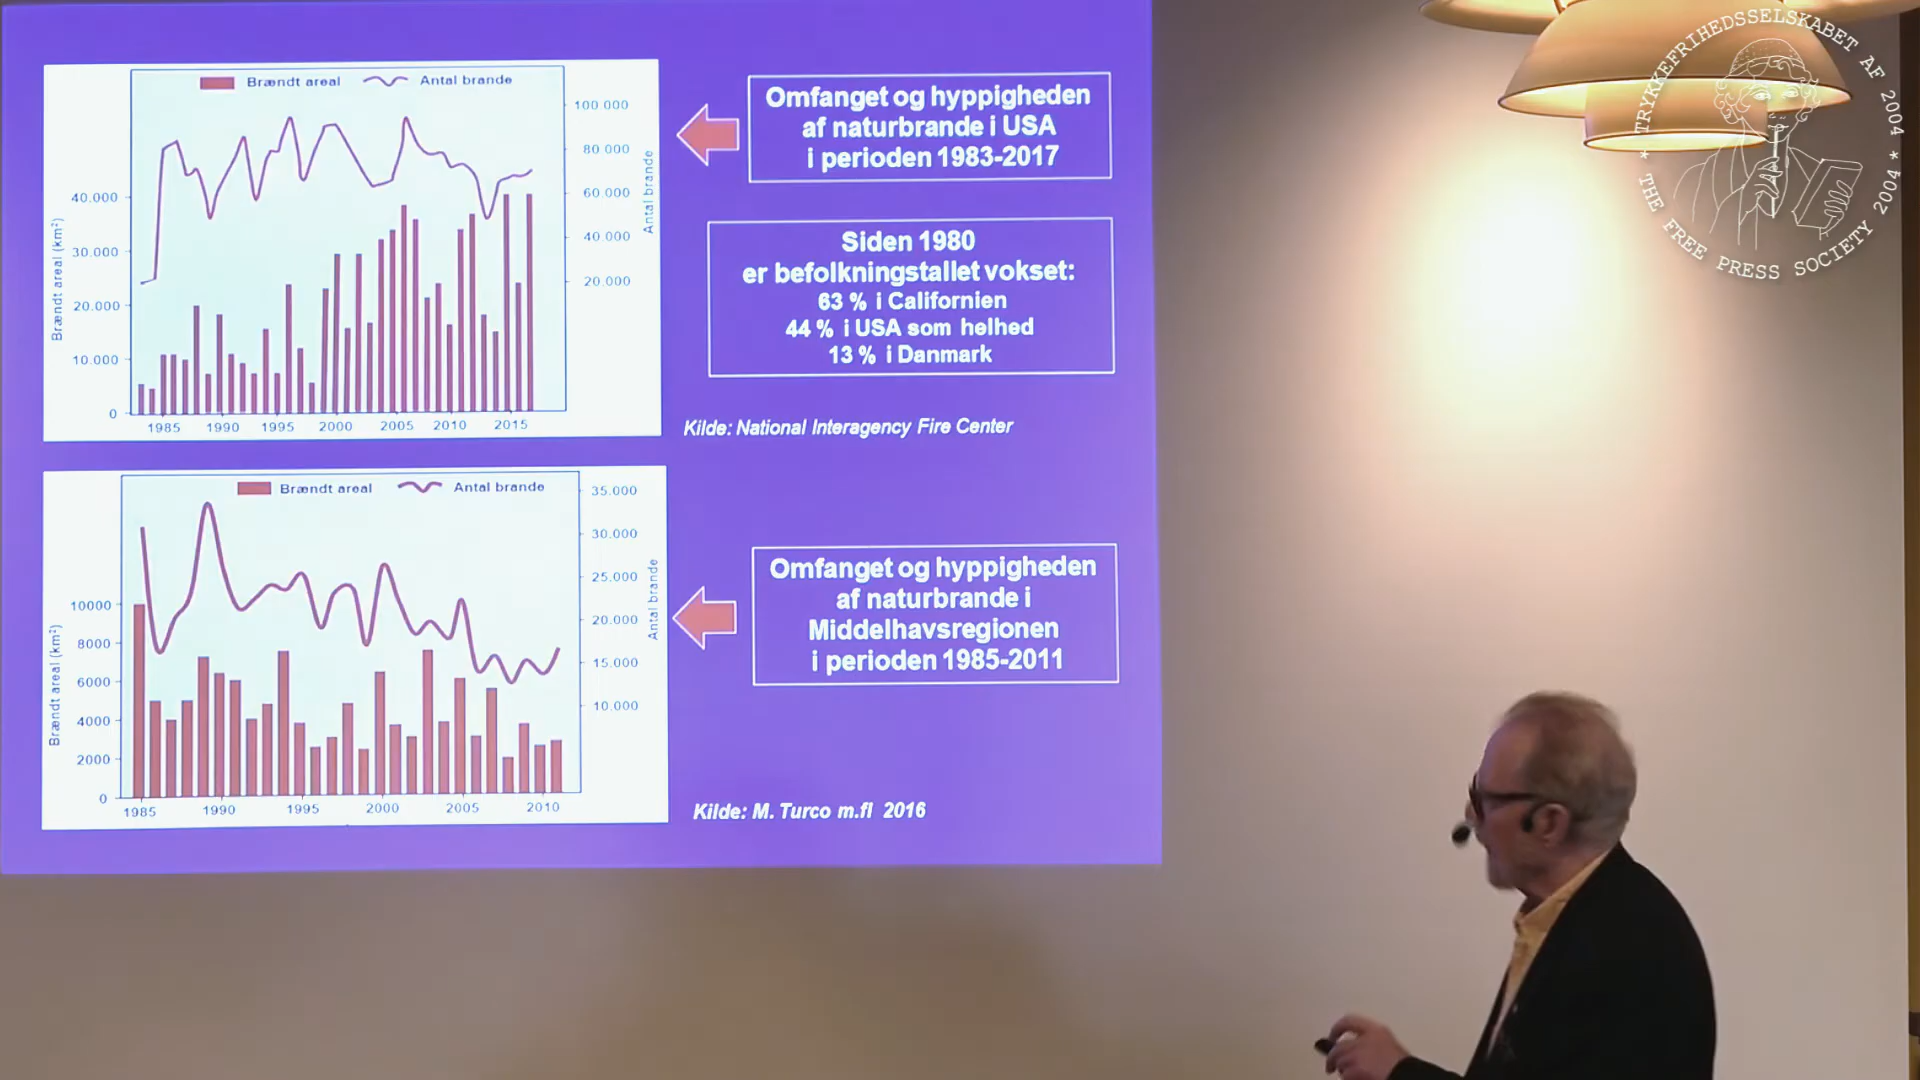 Brændt areal Antal brande
100 000
80 000
60 000
40 000
20.000
Antal brande
40.000
30.000
20.000
10.000
0
Brændt areal (km²)
1985 1990 1995 2000 2005 2010 2015
Omfanget og hyppigheden
af naturbrande i USA
i perioden 1983-2017
Siden 1980
er befolkningstallet vokset:
63 % i Californien
44 % i USA som helhed
13 % i Danmark
Kilde: National Interagency Fire Center
Brændt areal Antal brande
35.000
30.000
25.000
20.000
15.000
10.000
Antal brande
10000
8000
6000
4000
2000
0
Brændt areal (km²)
1985 1990 1995 2000 2005 2010
Omfanget og hyppigheden
af naturbrande i
Middelhavsregionen
i perioden 1985-2011
Kilde: M. Turco m.fl 2016
* TRYKKEFRIHEDSSELSKABET AF 2004 *
THE FREE PRESS SOCIETY 2004